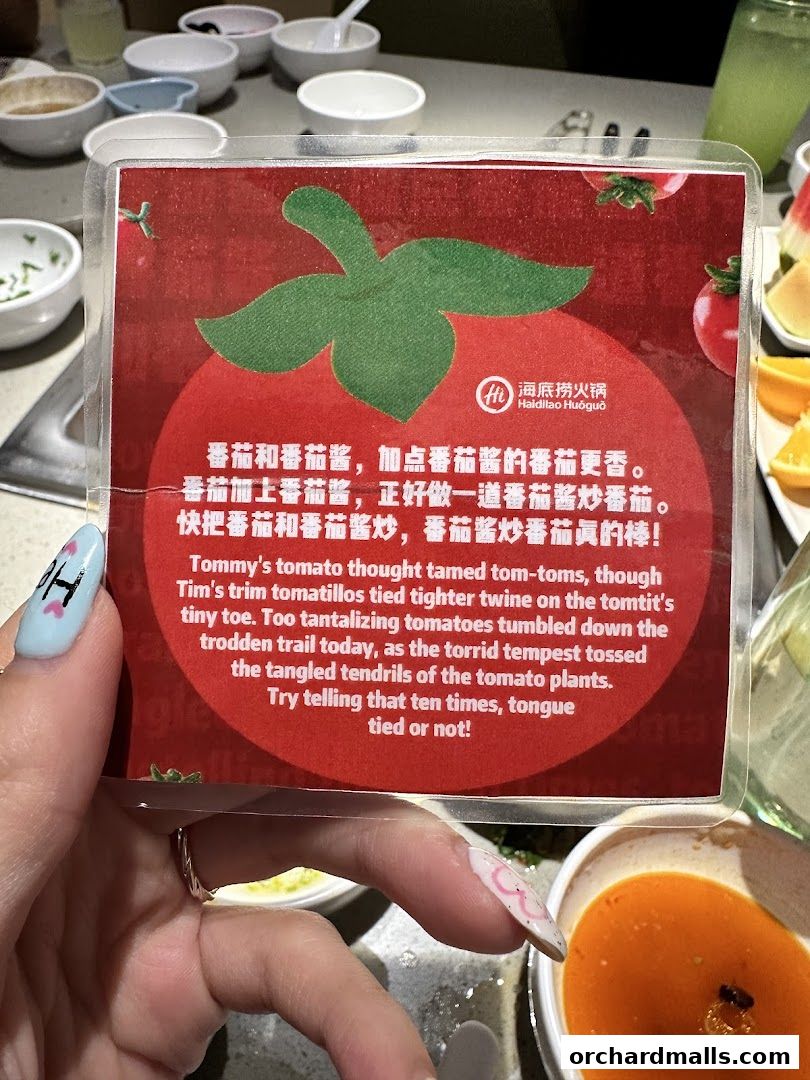 Hi 海底捞火锅
Haidilao Huǒguō
番茄和番茄酱，加点番茄酱的番茄更香。
番茄加上番茄酱，正好做一道番茄酱炒番茄。
快把番茄和番茄酱炒，番茄酱炒番茄真的棒！
Tommy's tomato thought tamed tom-toms, though
Tim's trim tomatillos tied tighter twine on the tomtit's
tiny toe. Too tantalizing tomatoes tumbled down the
trodden trail today, as the torrid tempest tossed
the tangled tendrils of the tomato plants.
Try telling that ten times, tongue
tied or not!
orchardmalls.com